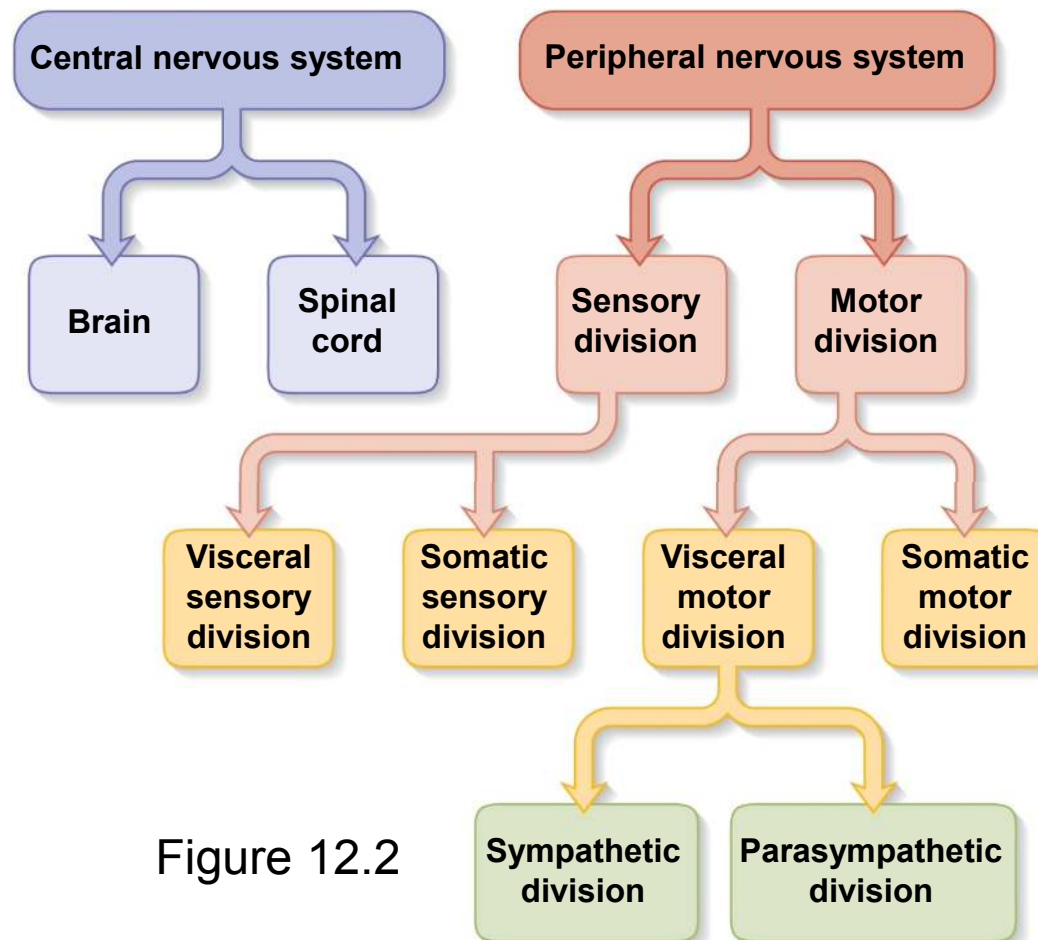 Central nervous system
Peripheral nervous system
Brain
Spinal
cord
Sensory
division
Motor
division
Visceral
sensory
division
Somatic
sensory
division
Visceral
motor
division
Somatic
motor
division
Figure 12.2
Sympathetic
division
Parasympathetic
division